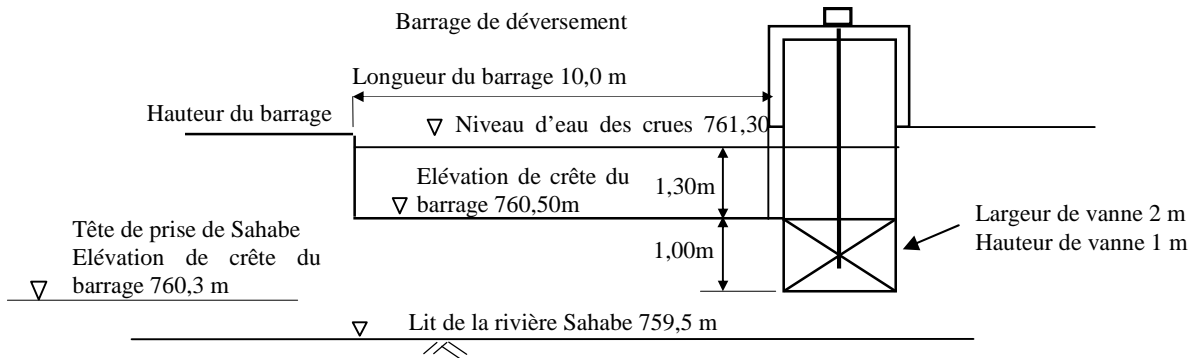 Barrage de déversement
Longueur du barrage 10,0 m
Hauteur du barrage
Niveau d'eau des crues 761,30
Elévation de crête du
barrage 760,50m
1,30m
Largeur de vanne 2 m
Hauteur de vanne 1 m
Tête de prise de Sahabe
Elévation de crête du
barrage 760,3 m
1,00m
Lit de la rivière Sahabe 759,5 m